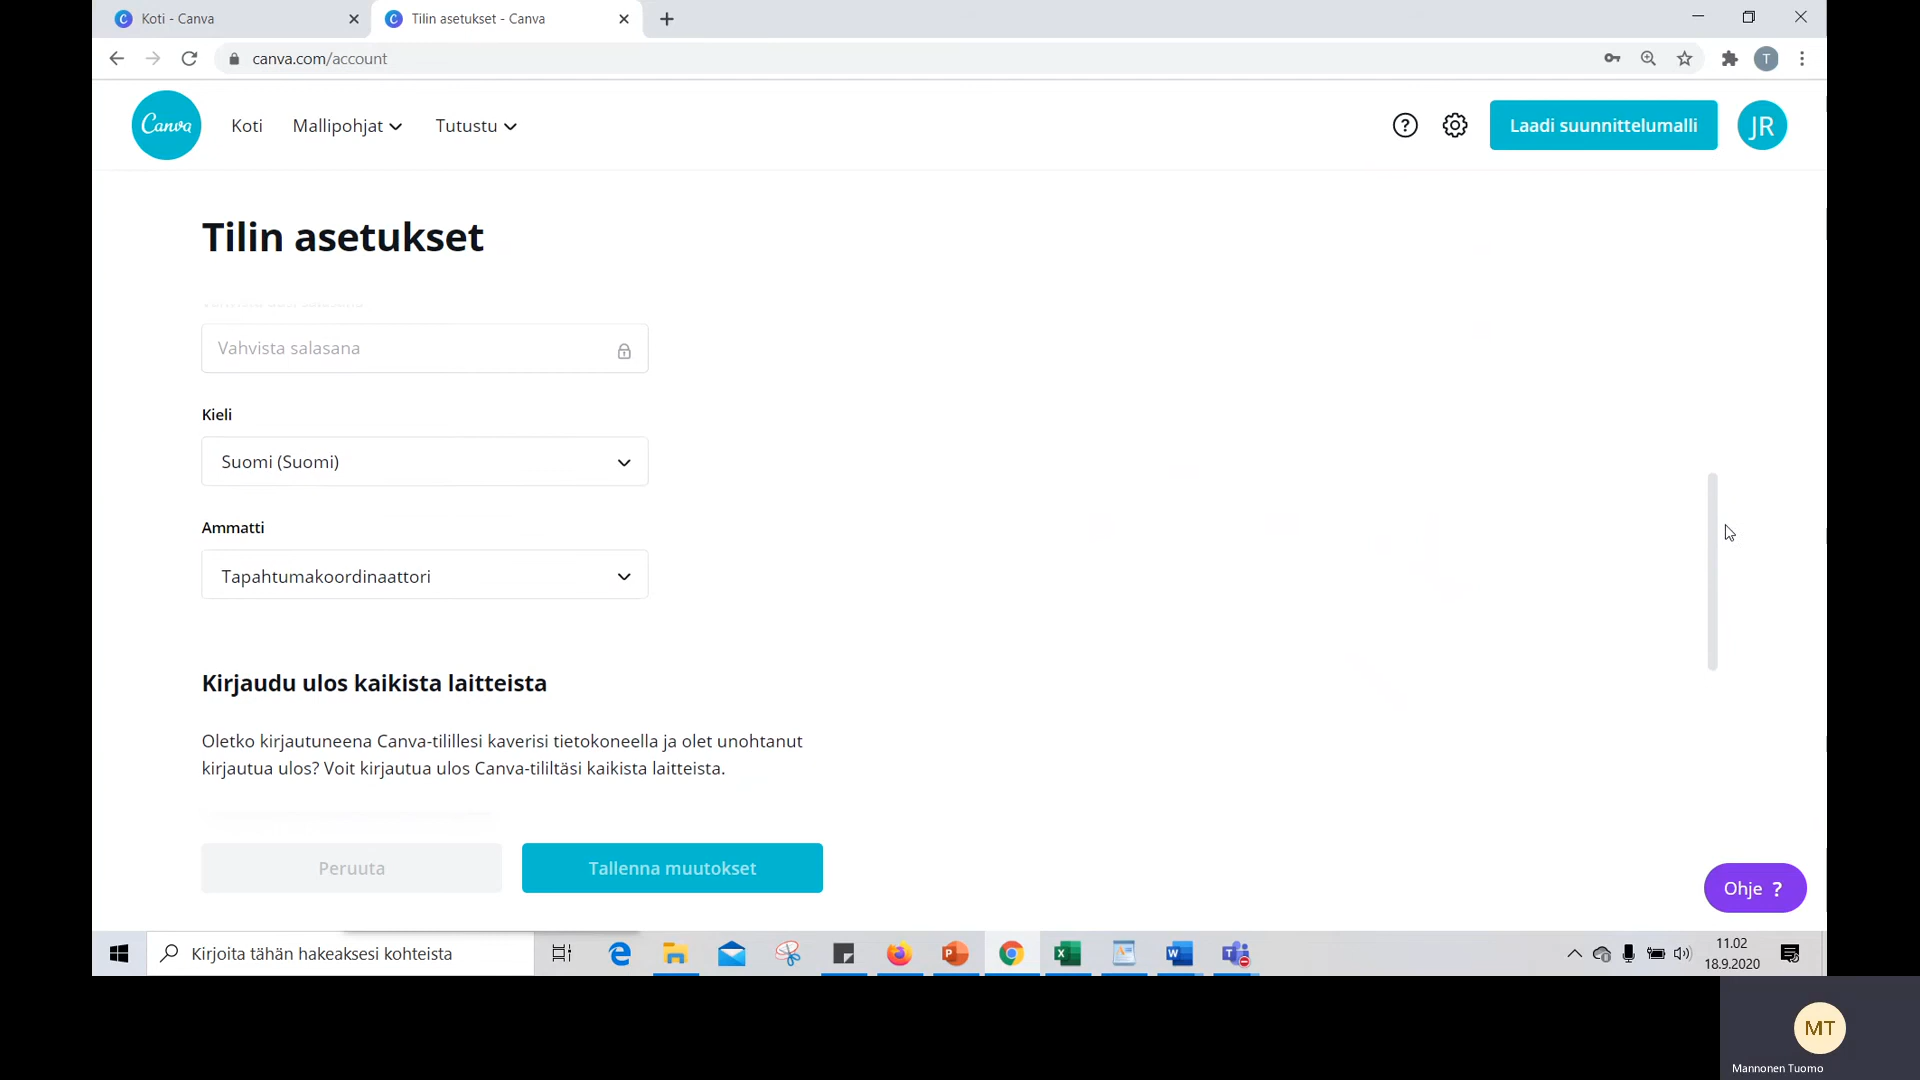 Koti - Canva
Tilin asetukset - Canva
canva.com/account
T
Canva
Koti
Mallipohjat
Tutustu
Laadi suunnittelumalli
JR
Tilin asetukset
Vahvista salasana
Kieli
Suomi (Suomi)
Ammatti
Tapahtumakoordinaattori
Kirjaudu ulos kaikista laitteista
Oletko kirjautuneena Canva-tilillesi kaverisi tietokoneella ja olet unohtanut
kirjautua ulos? Voit kirjautua ulos Canva-tililtäsi kaikista laitteista.
Peruuta
Tallenna muutokset
Ohje ?
Kirjoita tähän hakeaksesi kohteista
11.02
18.9.2020
MT
Mannonen Tuomo